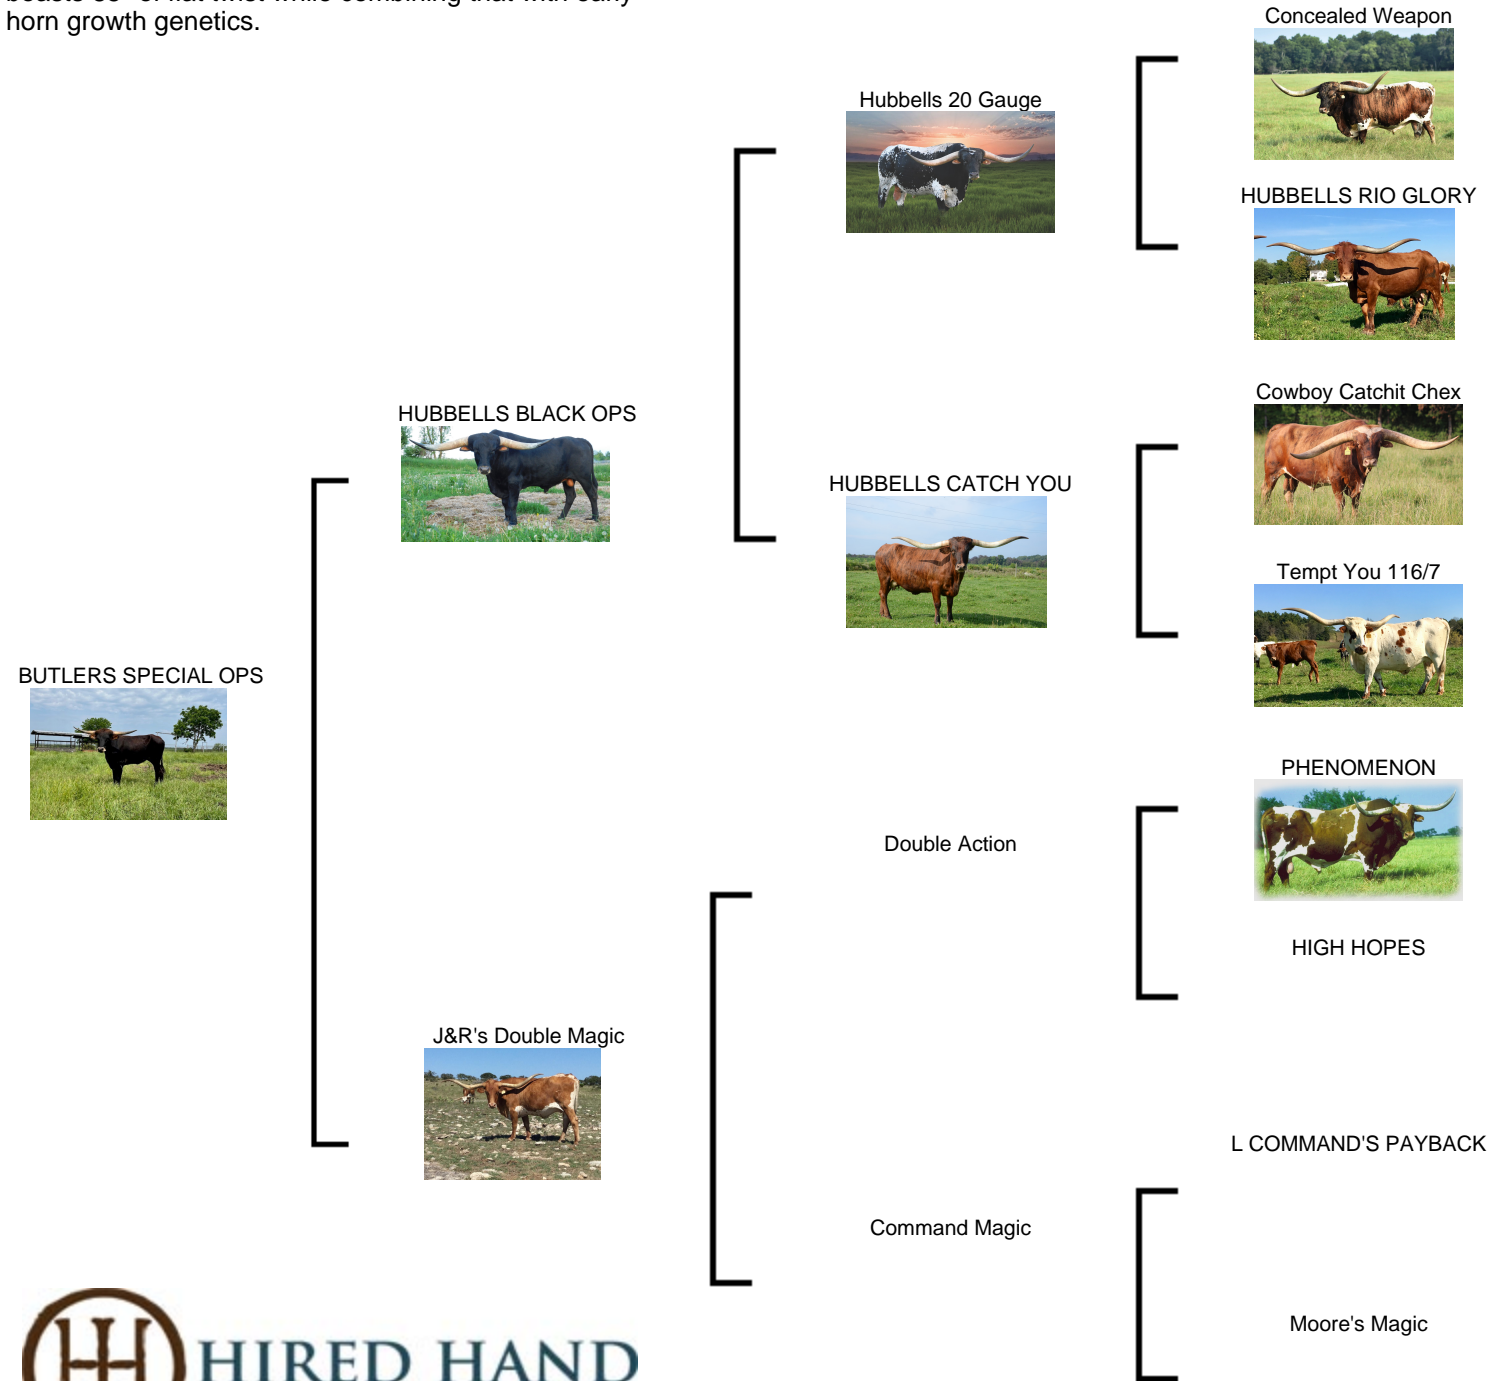 horn growth genetics.
Concealed Weapon
Hubbells 20 Gauge
HUBBELLS RIO GLORY
Cowboy Catchit Chex
HUBBELLS BLACK OPS
HUBBELLS CATCH YOU
Tempt You 116/7
BUTLERS SPECIAL OPS
PHENOMENON
Double Action
HIGH HOPES
J&R's Double Magic
L COMMAND'S PAYBACK
Command Magic
Moore's Magic
HIRED HAND